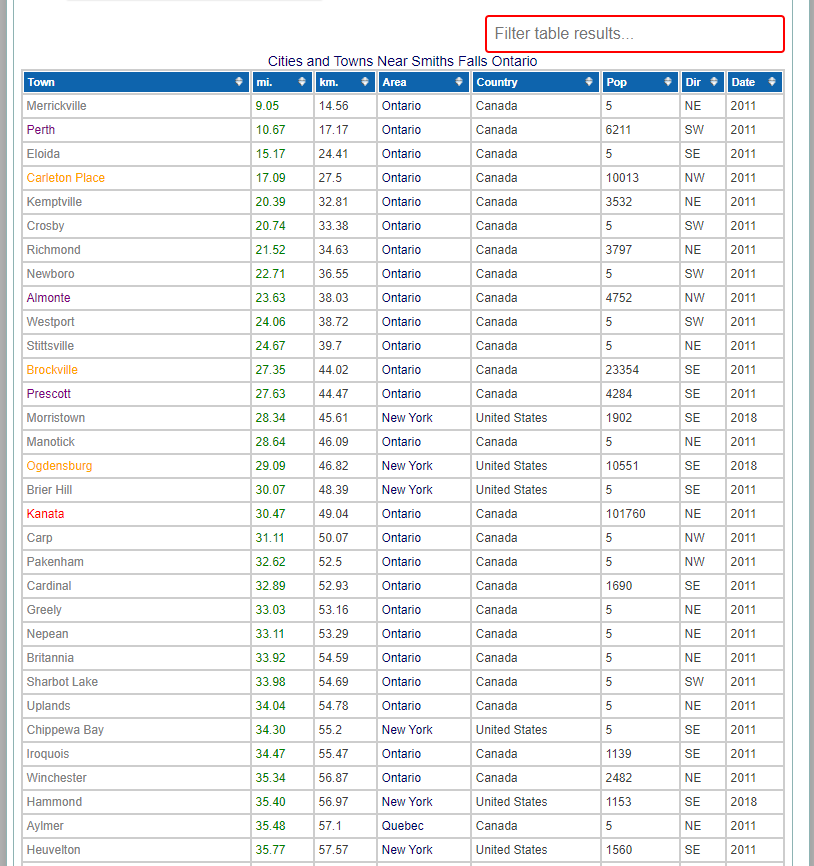 Filter table results...
Cities and Towns Near Smiths Falls Ontario
Town mi. km. Area Country Pop Dir Date
Merrickville 9.05 14.56 Ontario Canada 5 NE 2011
Perth 10.67 17.17 Ontario Canada 6211 SW 2011
Eloida 15.17 24.41 Ontario Canada 5 SE 2011
Carleton Place 17.09 27.5 Ontario Canada 10013 NW 2011
Kemptville 20.39 32.81 Ontario Canada 3532 NE 2011
Crosby 20.74 33.38 Ontario Canada 5 SW 2011
Richmond 21.52 34.63 Ontario Canada 3797 NE 2011
Newboro 22.71 36.55 Ontario Canada 5 SW 2011
Almonte 23.63 38.03 Ontario Canada 4752 NW 2011
Westport 24.06 38.72 Ontario Canada 5 SW 2011
Stittsville 24.67 39.7 Ontario Canada 5 NE 2011
Brockville 27.35 44.02 Ontario Canada 23354 SE 2011
Prescott 27.63 44.47 Ontario Canada 4284 SE 2011
Morristown 28.34 45.61 New York United States 1902 SE 2018
Manotick 28.64 46.09 Ontario Canada 5 NE 2011
Ogdensburg 29.09 46.82 New York United States 10551 SE 2018
Brier Hill 30.07 48.39 New York United States 5 SE 2011
Kanata 30.47 49.04 Ontario Canada 101760 NE 2011
Carp 31.11 50.07 Ontario Canada 5 NW 2011
Pakenham 32.62 52.5 Ontario Canada 5 NW 2011
Cardinal 32.89 52.93 Ontario Canada 1690 SE 2011
Greely 33.03 53.16 Ontario Canada 5 NE 2011
Nepean 33.11 53.29 Ontario Canada 5 NE 2011
Britannia 33.92 54.59 Ontario Canada 5 NE 2011
Sharbot Lake 33.98 54.69 Ontario Canada 5 SW 2011
Uplands 34.04 54.78 Ontario Canada 5 NE 2011
Chippewa Bay 34.30 55.2 New York United States 5 SE 2011
Iroquois 34.47 55.47 Ontario Canada 1139 SE 2011
Winchester 35.34 56.87 Ontario Canada 2482 NE 2011
Hammond 35.40 56.97 New York United States 1153 SE 2018
Aylmer 35.48 57.1 Quebec Canada 5 NE 2011
Heuvelton 35.77 57.57 New York United States 1560 SE 2011